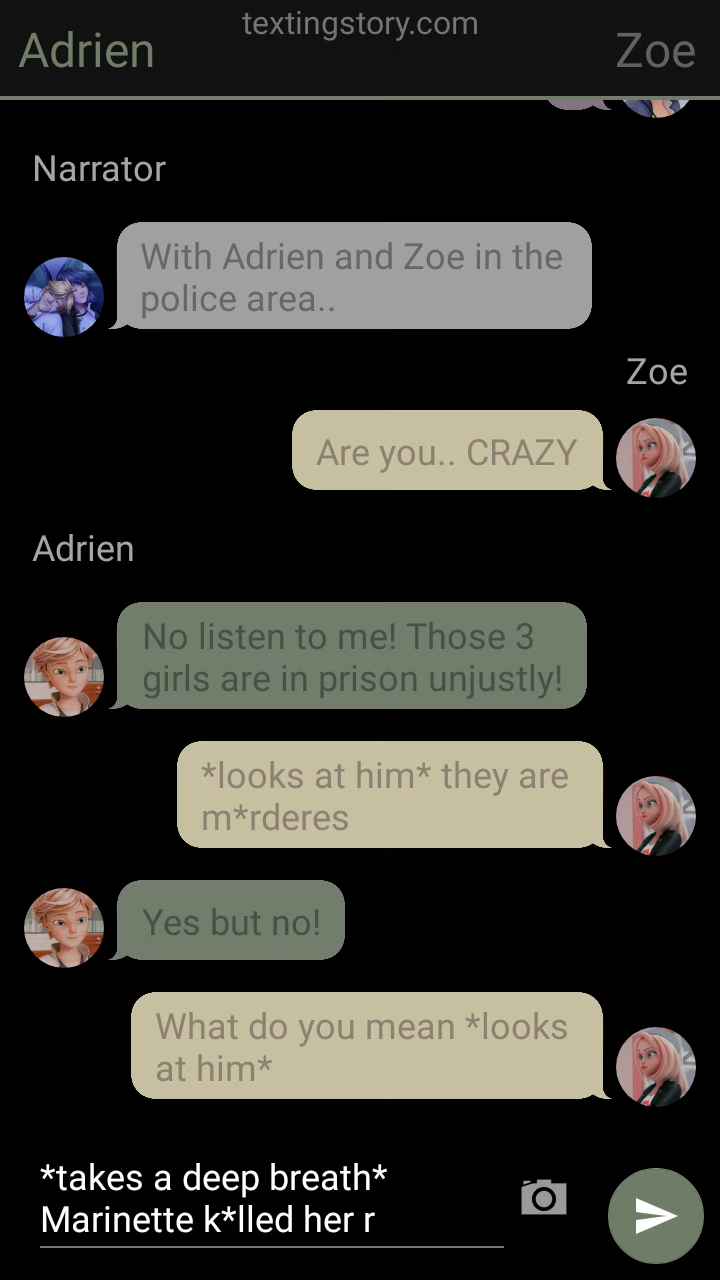 textingstory.com
Adrien
Zoe
Narrator
With Adrien and Zoe in the
police area..
Zoe
Are you.. CRAZY
Adrien
No listen to me! Those 3
girls are in prison unjustly!
*looks at him* they are
m*rderes
Yes but no!
What do you mean *looks
at him*
*takes a deep breath*
Marinette k*lled her r